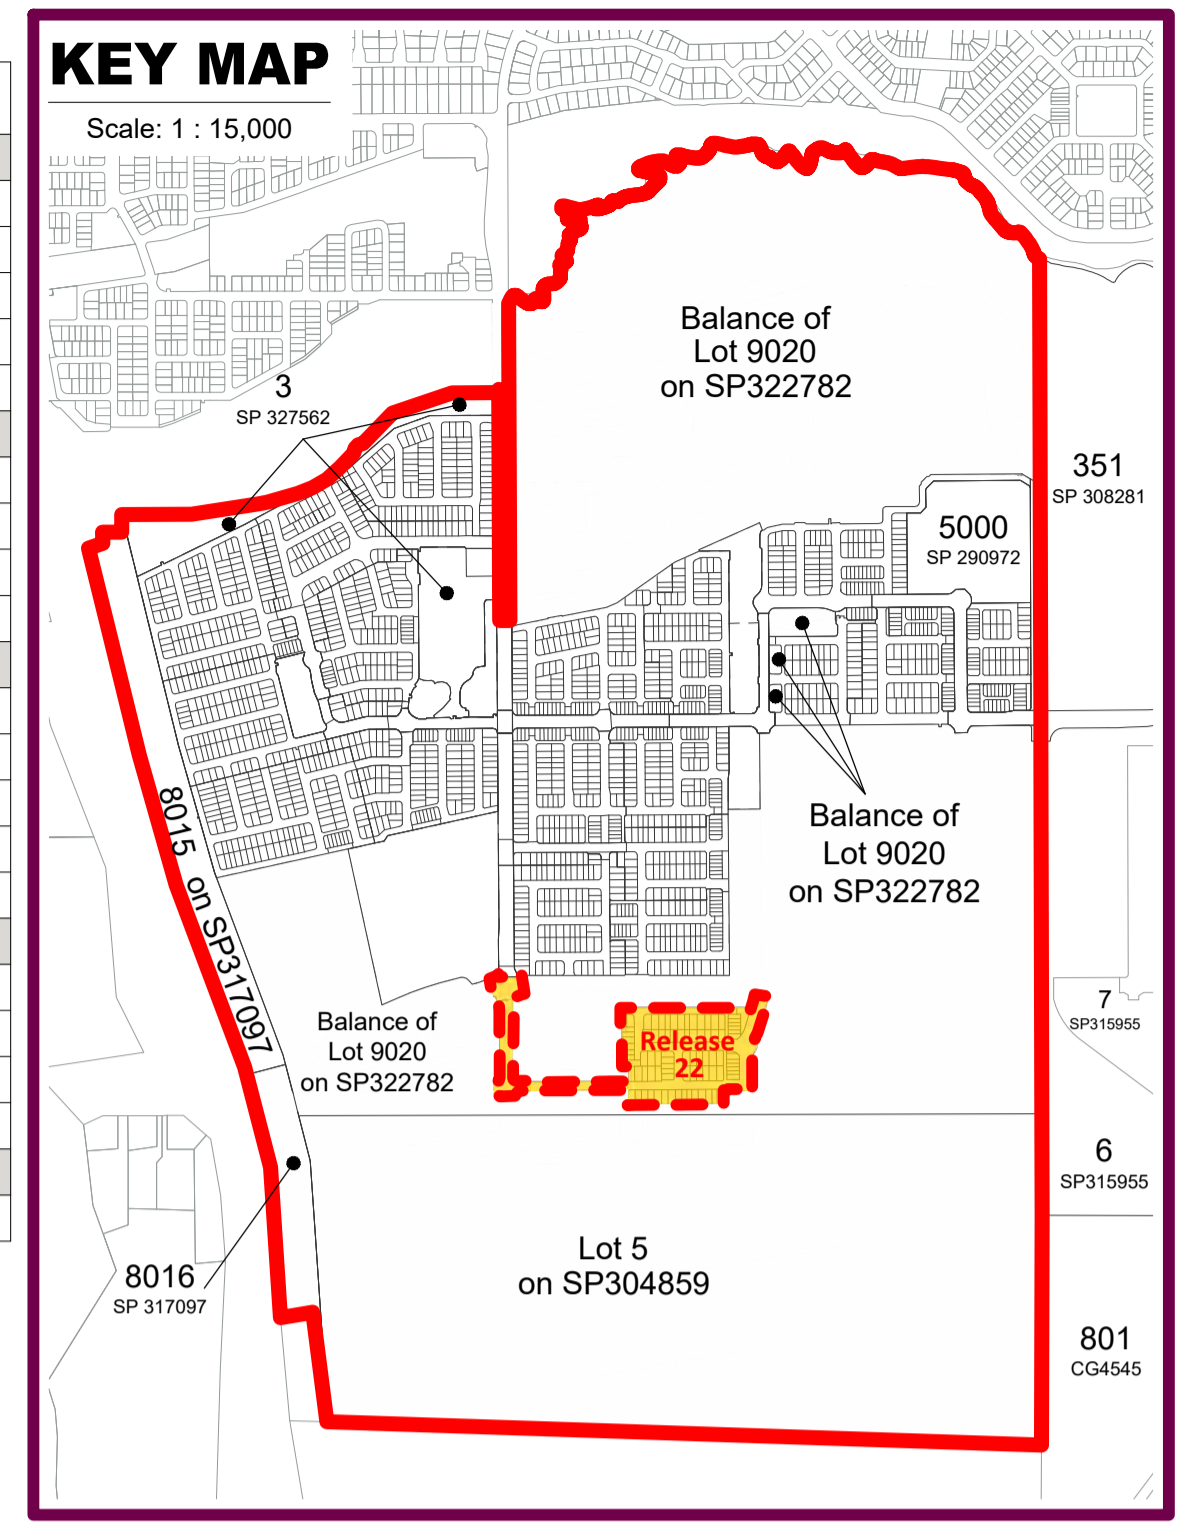 KEY MAP
Scale: 1 : 15,000
Balance of
Lot 9020
on SP322782
3
SP 327562
351
SP 308281
5000
SP 290972
8015 on SP317097
Balance of
Lot 9020
on SP322782
Balance of
Lot 9020
on SP322782
Release
22
7
SP315955
6
SP315955
8016
SP 317097
Lot 5
on SP304859
801
CG4545